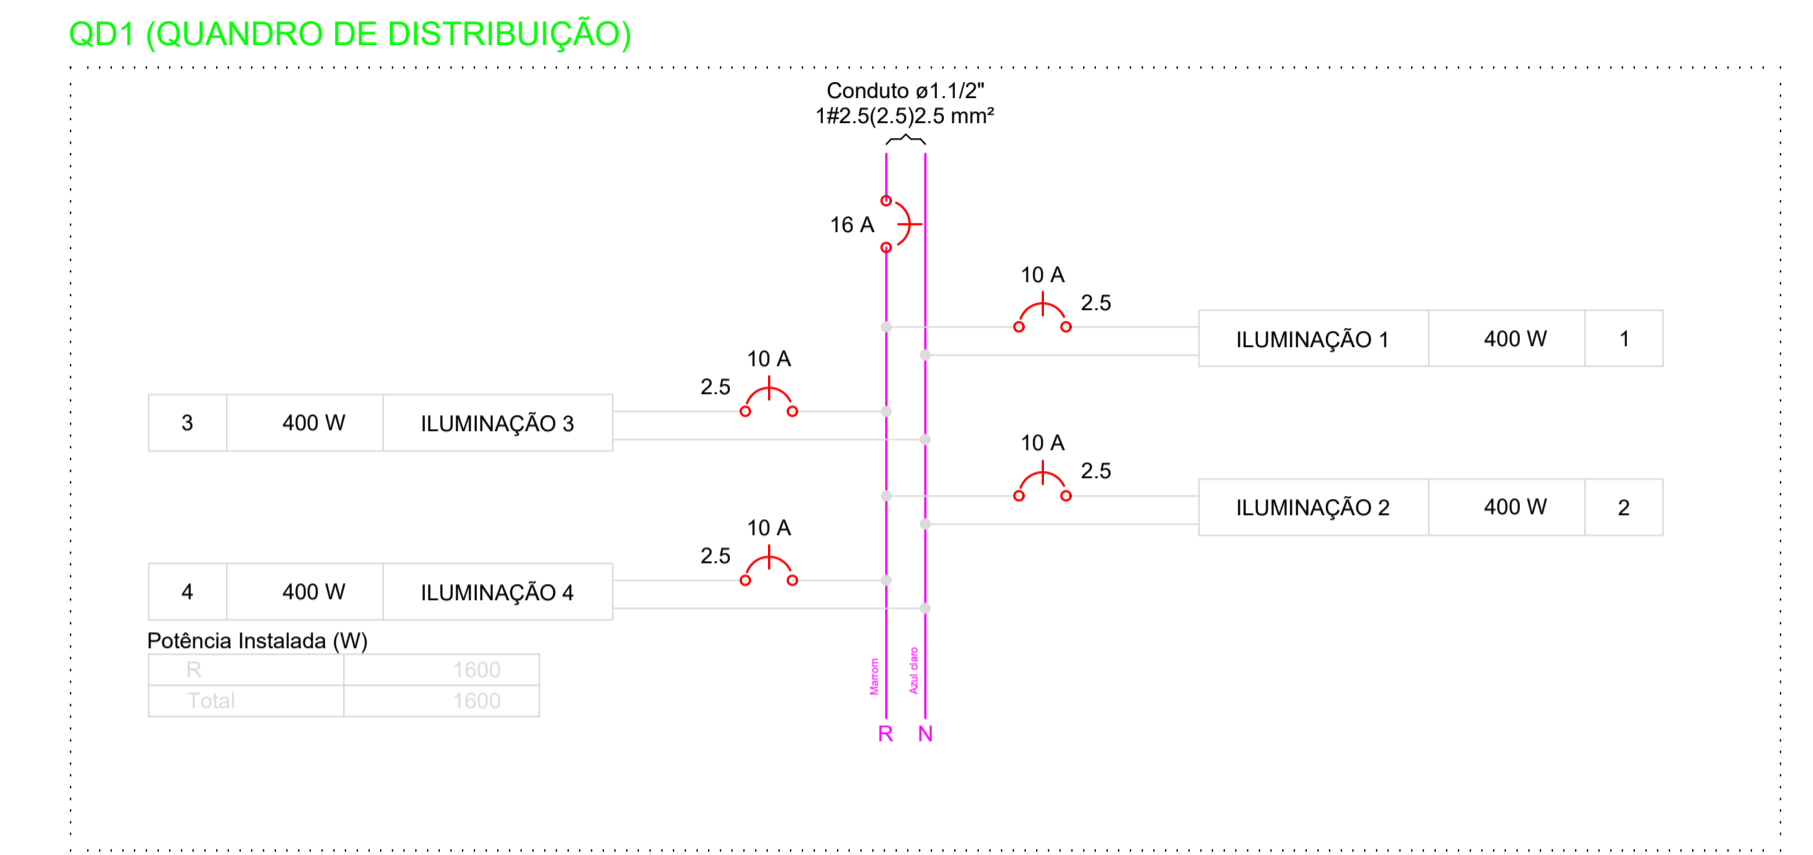 QD1 (QUANDRO DE DISTRIBUIÇÃO)
Conduto ø1.1/2"
1#2.5(2.5)2.5 mm²
16 A
10 A
2.5
ILUMINAÇÃO 1 400 W 1
10 A
2.5
3 400 W ILUMINAÇÃO 3
10 A
2.5
ILUMINAÇÃO 2 400 W 2
10 A
2.5
4 400 W ILUMINAÇÃO 4
Potência Instalada (W)
R 1600
Total 1600
Marrom
Azul claro
R N